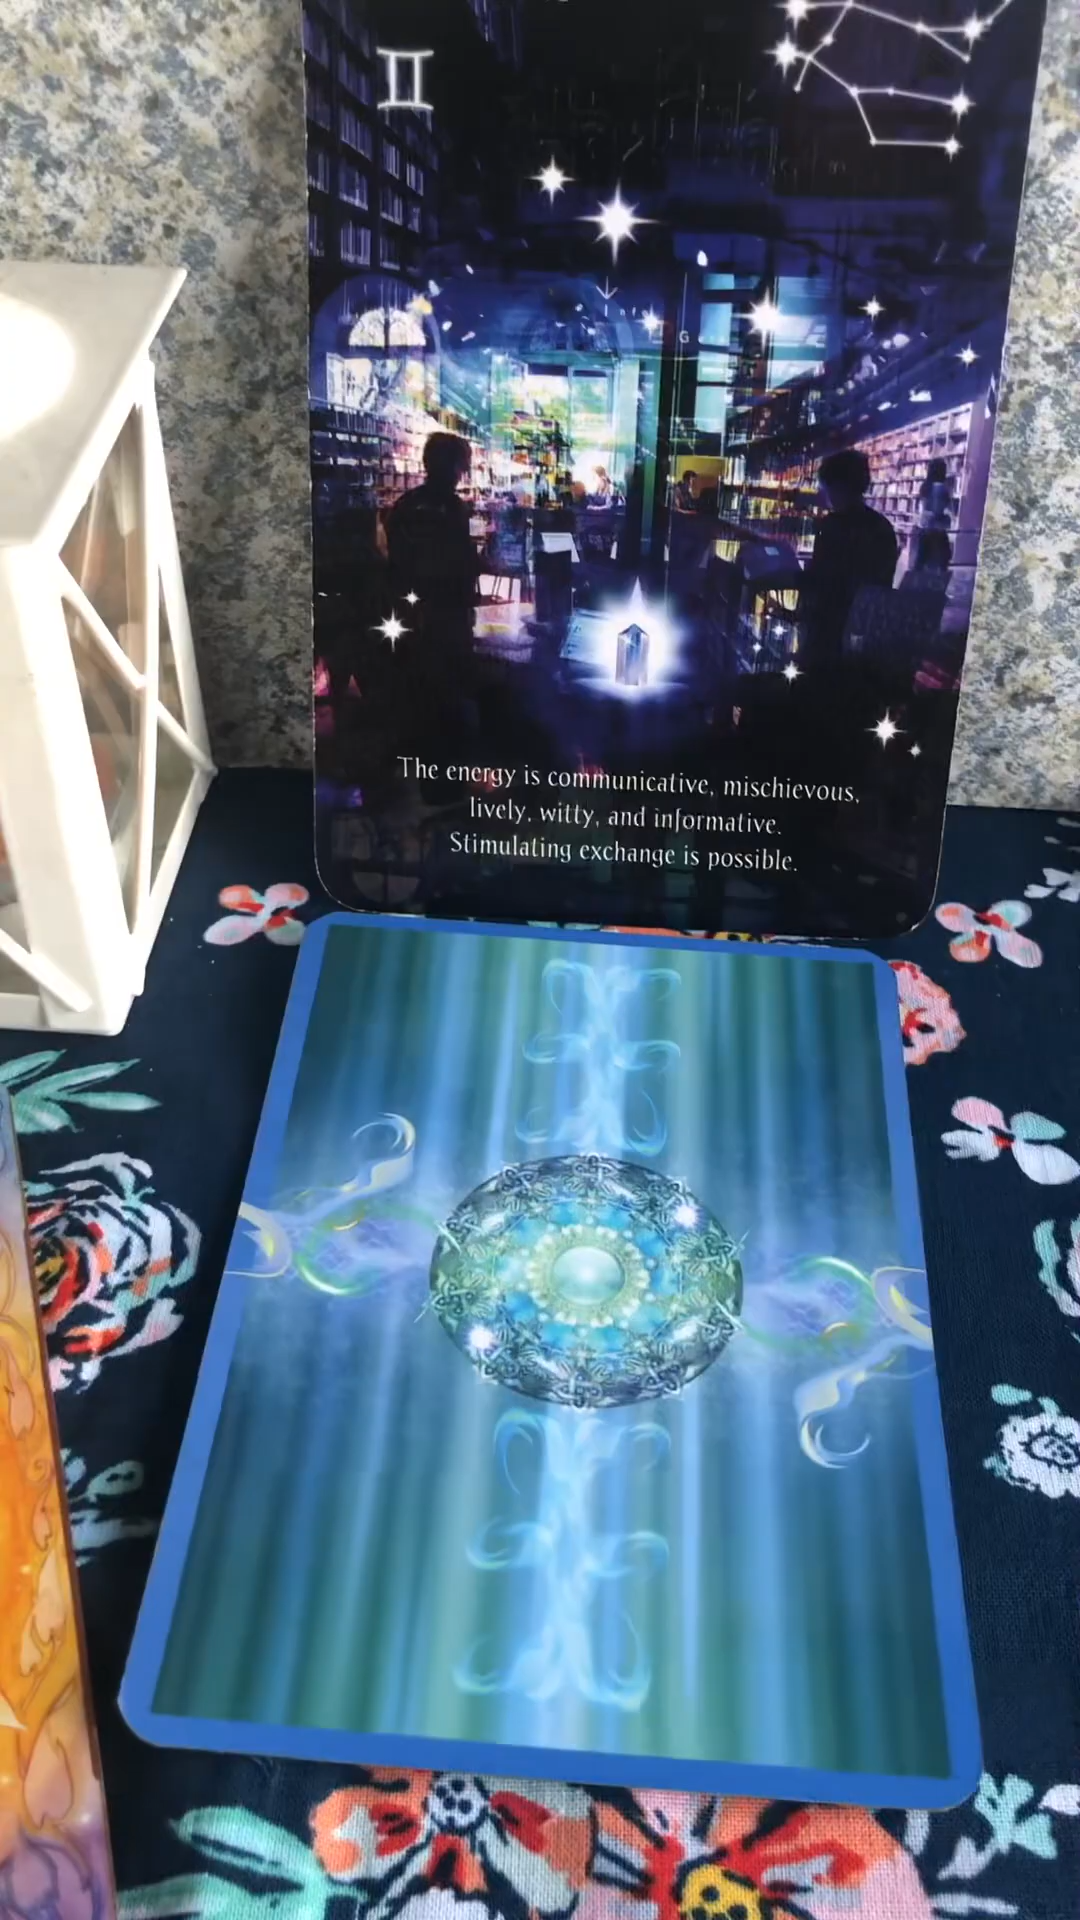 The energy is communicative, mischievous,
lively, witty, and informative.
Stimulating exchange is possible.